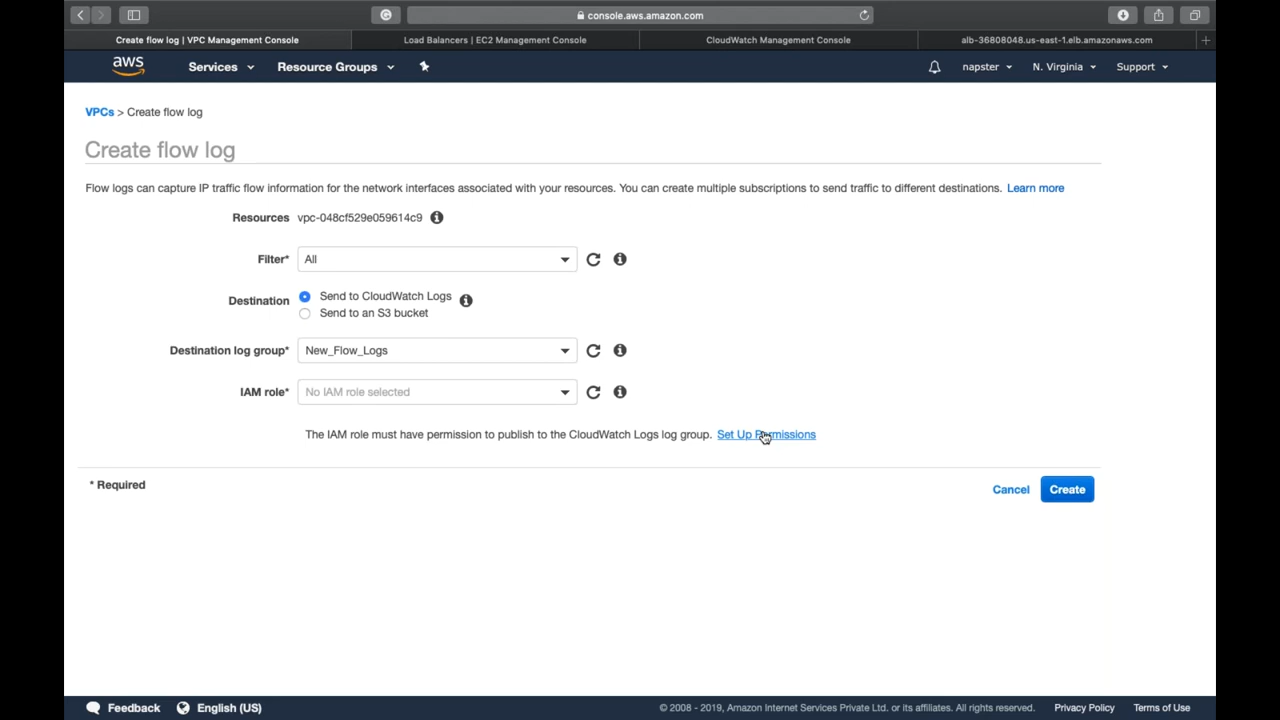 console.aws.amazon.com
Create flow log | VPC Management Console
Load Balancers | EC2 Management Console
CloudWatch Management Console
alb-36808048.us-east-1.elb.amazonaws.com
aws
Services
Resource Groups
napster
N. Virginia
Support
VPCs > Create flow log
Create flow log
Flow logs can capture IP traffic flow information for the network interfaces associated with your resources. You can create multiple subscriptions to send traffic to different destinations. Learn more
Resources vpc-048cf529e059614c9
Filter* All
Destination
Send to CloudWatch Logs
Send to an S3 bucket
Destination log group* New_Flow_Logs
IAM role* No IAM role selected
The IAM role must have permission to publish to the CloudWatch Logs log group. Set Up Permissions
* Required
Cancel
Create
Feedback
English (US)
© 2008 - 2019, Amazon Internet Services Private Ltd. or its affiliates. All rights reserved.
Privacy Policy
Terms of Use